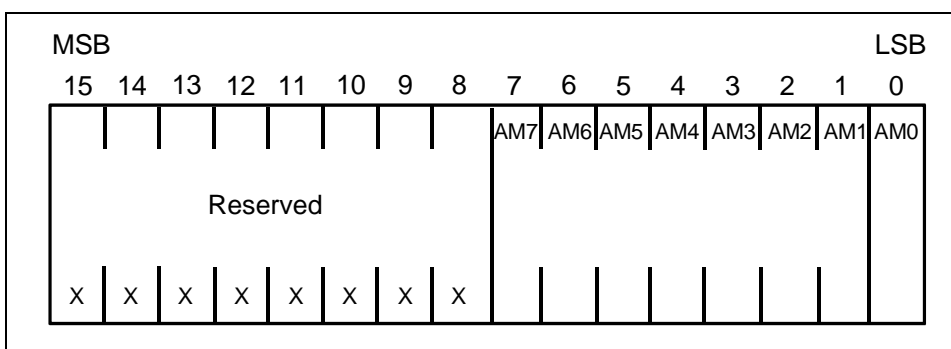 MSB LSB
15 14 13 12 11 10 9 8 7 6 5 4 3 2 1 0
AM7 AM6 AM5 AM4 AM3 AM2 AM1 AM0
Reserved
X X X X X X X X